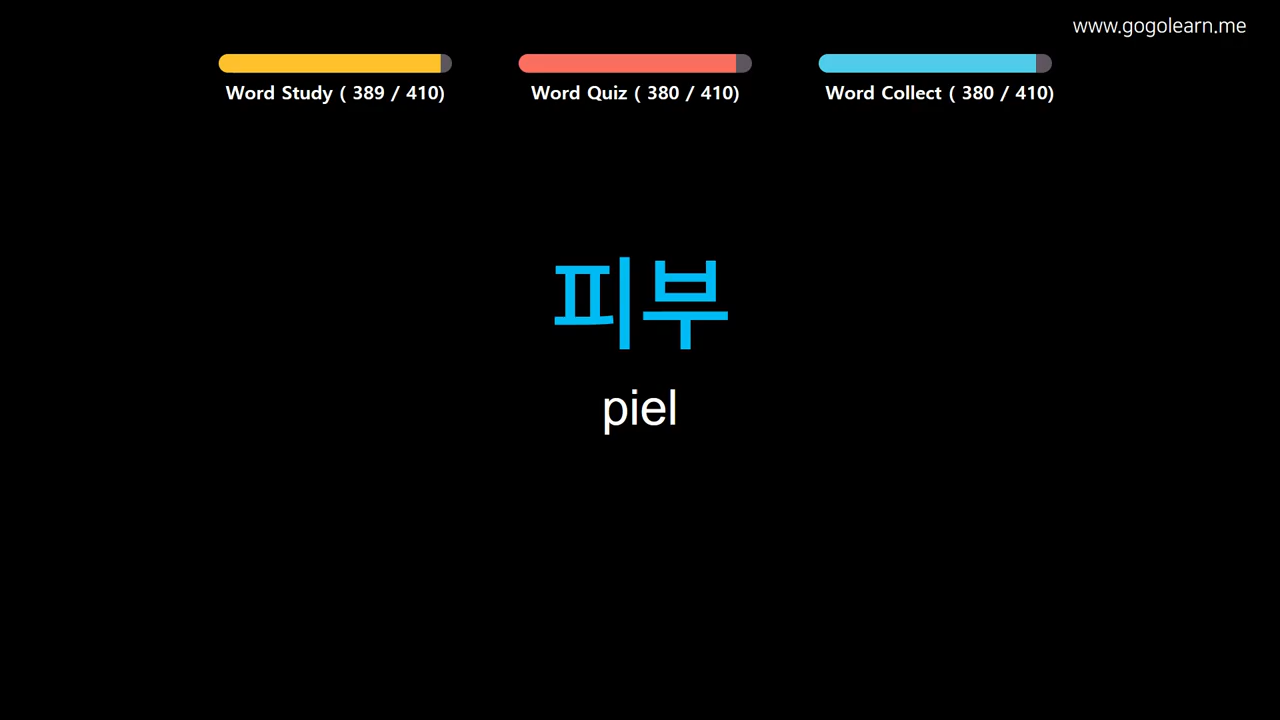 www.gogolearn.me
Word Study ( 389 / 410)
Word Quiz ( 380 / 410)
Word Collect ( 380 / 410)
피부
piel